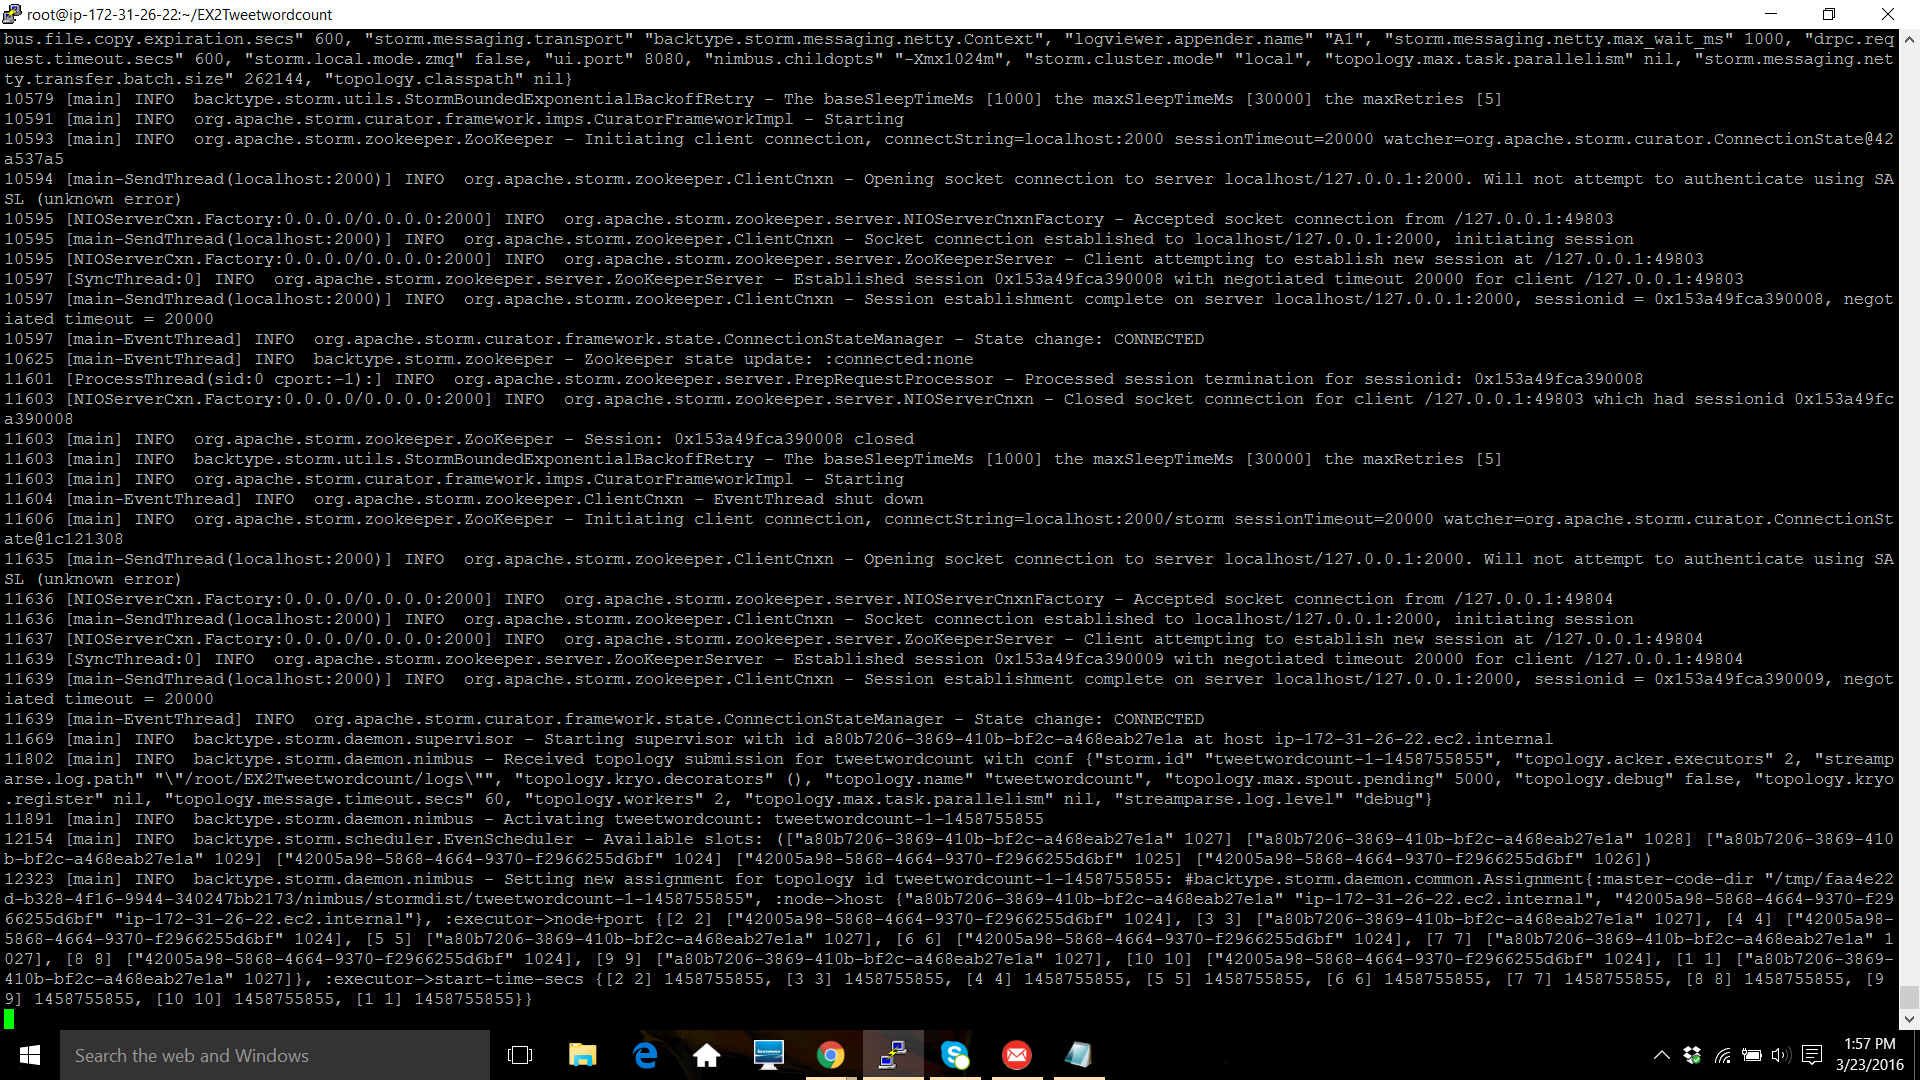 root@ip-172-31-26-22:~/EX2Tweetwordcount
bus.file.copy.expiration.secs" 600, "storm.messaging.transport" "backtype.storm.messaging.netty.Context", "logviewer.appender.name" "A1", "storm.messaging.netty.max_wait_ms" 1000, "drpc.req
uest.timeout.secs" 600, "storm.local.mode.zmq" false, "ui.port" 8080, "nimbus.childopts" "-Xmx1024m", "storm.cluster.mode" "local", "topology.max.task.parallelism" nil, "storm.messaging.net
ty.transfer.batch.size" 262144, "topology.classpath" nil}
10579 [main] INFO  backtype.storm.utils.StormBoundedExponentialBackoffRetry - The baseSleepTimeMs [1000] the maxSleepTimeMs [30000] the maxRetries [5]
10591 [main] INFO  org.apache.storm.curator.framework.imps.CuratorFrameworkImpl - Starting
10593 [main] INFO  org.apache.storm.zookeeper.ZooKeeper - Initiating client connection, connectString=localhost:2000 sessionTimeout=20000 watcher=org.apache.storm.curator.ConnectionState@42
a537a5
10594 [main-SendThread(localhost:2000)] INFO  org.apache.storm.zookeeper.ClientCnxn - Opening socket connection to server localhost/127.0.0.1:2000. Will not attempt to authenticate using SA
SL (unknown error)
10595 [NIOServerCxn.Factory:0.0.0.0/0.0.0.0:2000] INFO  org.apache.storm.zookeeper.server.NIOServerCnxnFactory - Accepted socket connection from /127.0.0.1:49803
10595 [main-SendThread(localhost:2000)] INFO  org.apache.storm.zookeeper.ClientCnxn - Socket connection established to localhost/127.0.0.1:2000, initiating session
10595 [NIOServerCxn.Factory:0.0.0.0/0.0.0.0:2000] INFO  org.apache.storm.zookeeper.server.ZooKeeperServer - Client attempting to establish new session at /127.0.0.1:49803
10597 [SyncThread:0] INFO  org.apache.storm.zookeeper.server.ZooKeeperServer - Established session 0x153a49fca390008 with negotiated timeout 20000 for client /127.0.0.1:49803
10597 [main-SendThread(localhost:2000)] INFO  org.apache.storm.zookeeper.ClientCnxn - Session establishment complete on server localhost/127.0.0.1:2000, sessionid = 0x153a49fca390008, negot
iated timeout = 20000
10597 [main-EventThread] INFO  org.apache.storm.curator.framework.state.ConnectionStateManager - State change: CONNECTED
10625 [main-EventThread] INFO  backtype.storm.zookeeper - Zookeeper state update: :connected:none
11601 [ProcessThread(sid:0 cport:-1):] INFO  org.apache.storm.zookeeper.server.PrepRequestProcessor - Processed session termination for sessionid: 0x153a49fca390008
11603 [NIOServerCxn.Factory:0.0.0.0/0.0.0.0:2000] INFO  org.apache.storm.zookeeper.server.NIOServerCnxn - Closed socket connection for client /127.0.0.1:49803 which had sessionid 0x153a49fc
a390008
11603 [main] INFO  org.apache.storm.zookeeper.ZooKeeper - Session: 0x153a49fca390008 closed
11603 [main] INFO  backtype.storm.utils.StormBoundedExponentialBackoffRetry - The baseSleepTimeMs [1000] the maxSleepTimeMs [30000] the maxRetries [5]
11603 [main] INFO  org.apache.storm.curator.framework.imps.CuratorFrameworkImpl - Starting
11604 [main-EventThread] INFO  org.apache.storm.zookeeper.ClientCnxn - EventThread shut down
11606 [main] INFO  org.apache.storm.zookeeper.ZooKeeper - Initiating client connection, connectString=localhost:2000/storm sessionTimeout=20000 watcher=org.apache.storm.curator.ConnectionSt
ate@1c121308
11635 [main-SendThread(localhost:2000)] INFO  org.apache.storm.zookeeper.ClientCnxn - Opening socket connection to server localhost/127.0.0.1:2000. Will not attempt to authenticate using SA
SL (unknown error)
11636 [NIOServerCxn.Factory:0.0.0.0/0.0.0.0:2000] INFO  org.apache.storm.zookeeper.server.NIOServerCnxnFactory - Accepted socket connection from /127.0.0.1:49804
11636 [main-SendThread(localhost:2000)] INFO  org.apache.storm.zookeeper.ClientCnxn - Socket connection established to localhost/127.0.0.1:2000, initiating session
11637 [NIOServerCxn.Factory:0.0.0.0/0.0.0.0:2000] INFO  org.apache.storm.zookeeper.server.ZooKeeperServer - Client attempting to establish new session at /127.0.0.1:49804
11639 [SyncThread:0] INFO  org.apache.storm.zookeeper.server.ZooKeeperServer - Established session 0x153a49fca390009 with negotiated timeout 20000 for client /127.0.0.1:49804
11639 [main-SendThread(localhost:2000)] INFO  org.apache.storm.zookeeper.ClientCnxn - Session establishment complete on server localhost/127.0.0.1:2000, sessionid = 0x153a49fca390009, negot
iated timeout = 20000
11639 [main-EventThread] INFO  org.apache.storm.curator.framework.state.ConnectionStateManager - State change: CONNECTED
11669 [main] INFO  backtype.storm.daemon.supervisor - Starting supervisor with id a80b7206-3869-410b-bf2c-a468eab27e1a at host ip-172-31-26-22.ec2.internal
11802 [main] INFO  backtype.storm.daemon.nimbus - Received topology submission for tweetwordcount with conf {"storm.id" "tweetwordcount-1-1458755855", "topology.acker.executors" 2, "streamp
arse.log.path" "\"/root/EX2Tweetwordcount/logs\"", "topology.kryo.decorators" (), "topology.name" "tweetwordcount", "topology.max.spout.pending" 5000, "topology.debug" false, "topology.kryo
.register" nil, "topology.message.timeout.secs" 60, "topology.workers" 2, "topology.max.task.parallelism" nil, "streamparse.log.level" "debug"}
11891 [main] INFO  backtype.storm.daemon.nimbus - Activating tweetwordcount: tweetwordcount-1-1458755855
12154 [main] INFO  backtype.storm.scheduler.EvenScheduler - Available slots: (["a80b7206-3869-410b-bf2c-a468eab27e1a" 1027] ["a80b7206-3869-410b-bf2c-a468eab27e1a" 1028] ["a80b7206-3869-410
b-bf2c-a468eab27e1a" 1029] ["42005a98-5868-4664-9370-f2966255d6bf" 1024] ["42005a98-5868-4664-9370-f2966255d6bf" 1025] ["42005a98-5868-4664-9370-f2966255d6bf" 1026])
12323 [main] INFO  backtype.storm.daemon.nimbus - Setting new assignment for topology id tweetwordcount-1-1458755855: #backtype.storm.daemon.common.Assignment{:master-code-dir "/tmp/faa4e22
d-b328-4f16-9944-340247bb2173/nimbus/stormdist/tweetwordcount-1-1458755855", :node->host {"a80b7206-3869-410b-bf2c-a468eab27e1a" "ip-172-31-26-22.ec2.internal", "42005a98-5868-4664-9370-f29
66255d6bf" "ip-172-31-26-22.ec2.internal"}, :executor->node+port {[2 2] ["42005a98-5868-4664-9370-f2966255d6bf" 1024], [3 3] ["a80b7206-3869-410b-bf2c-a468eab27e1a" 1027], [4 4] ["42005a98-
5868-4664-9370-f2966255d6bf" 1024], [5 5] ["a80b7206-3869-410b-bf2c-a468eab27e1a" 1027], [6 6] ["42005a98-5868-4664-9370-f2966255d6bf" 1024], [7 7] ["a80b7206-3869-410b-bf2c-a468eab27e1a" 1
027], [8 8] ["42005a98-5868-4664-9370-f2966255d6bf" 1024], [9 9] ["a80b7206-3869-410b-bf2c-a468eab27e1a" 1027], [10 10] ["42005a98-5868-4664-9370-f2966255d6bf" 1024], [1 1] ["a80b7206-3869-
410b-bf2c-a468eab27e1a" 1027]}, :executor->start-time-secs {[2 2] 1458755855, [3 3] 1458755855, [4 4] 1458755855, [5 5] 1458755855, [6 6] 1458755855, [7 7] 1458755855, [8 8] 1458755855, [9
9] 1458755855, [10 10] 1458755855, [1 1] 1458755855}}
Search the web and Windows
1:57 PM
3/23/2016